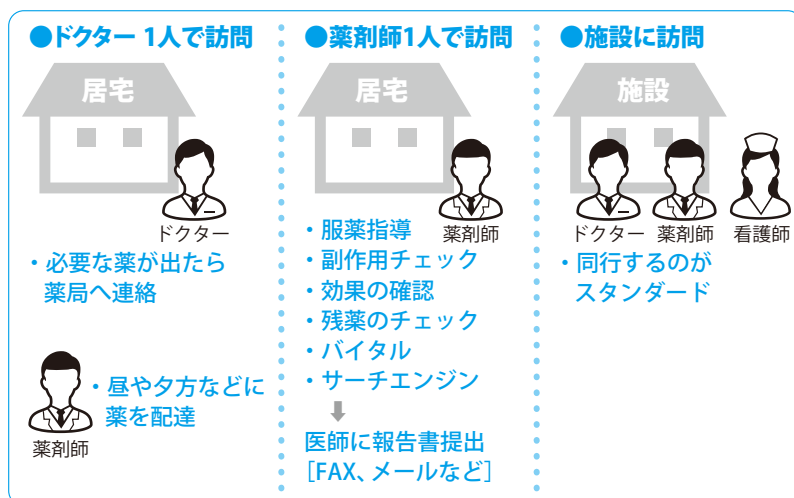 ●ドクター 1人で訪問
居宅
ドクター
・必要な薬が出たら
薬局へ連絡
・昼や夕方などに
薬を配達
薬剤師
●薬剤師1人で訪問
居宅
薬剤師
・服薬指導
・副作用チェック
・効果の確認
・残薬のチェック
・バイタル
・サーチエンジン
⬇
医師に報告書提出
［FAX、メールなど］
●施設に訪問
施設
ドクター 薬剤師 看護師
・同行するのが
スタンダード